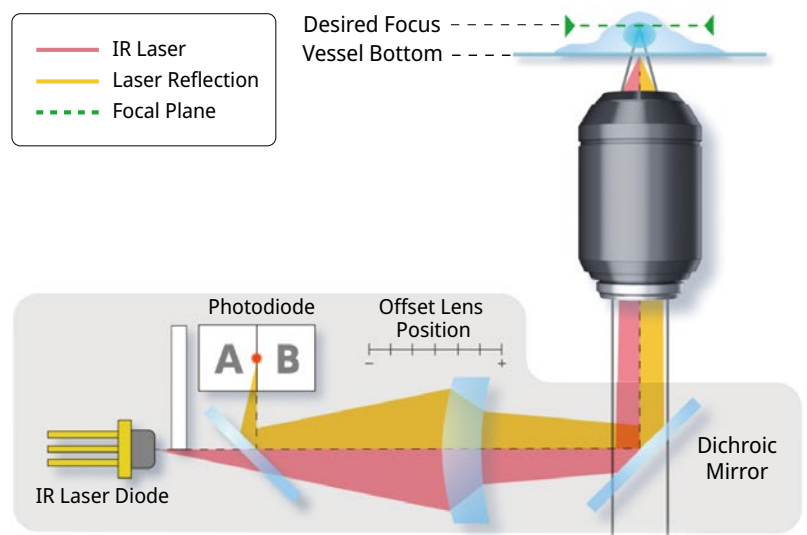 IR Laser
Laser Reflection
Focal Plane
Desired Focus
Vessel Bottom
Photodiode
A B
Offset Lens
Position
– +
IR Laser Diode
Dichroic
Mirror